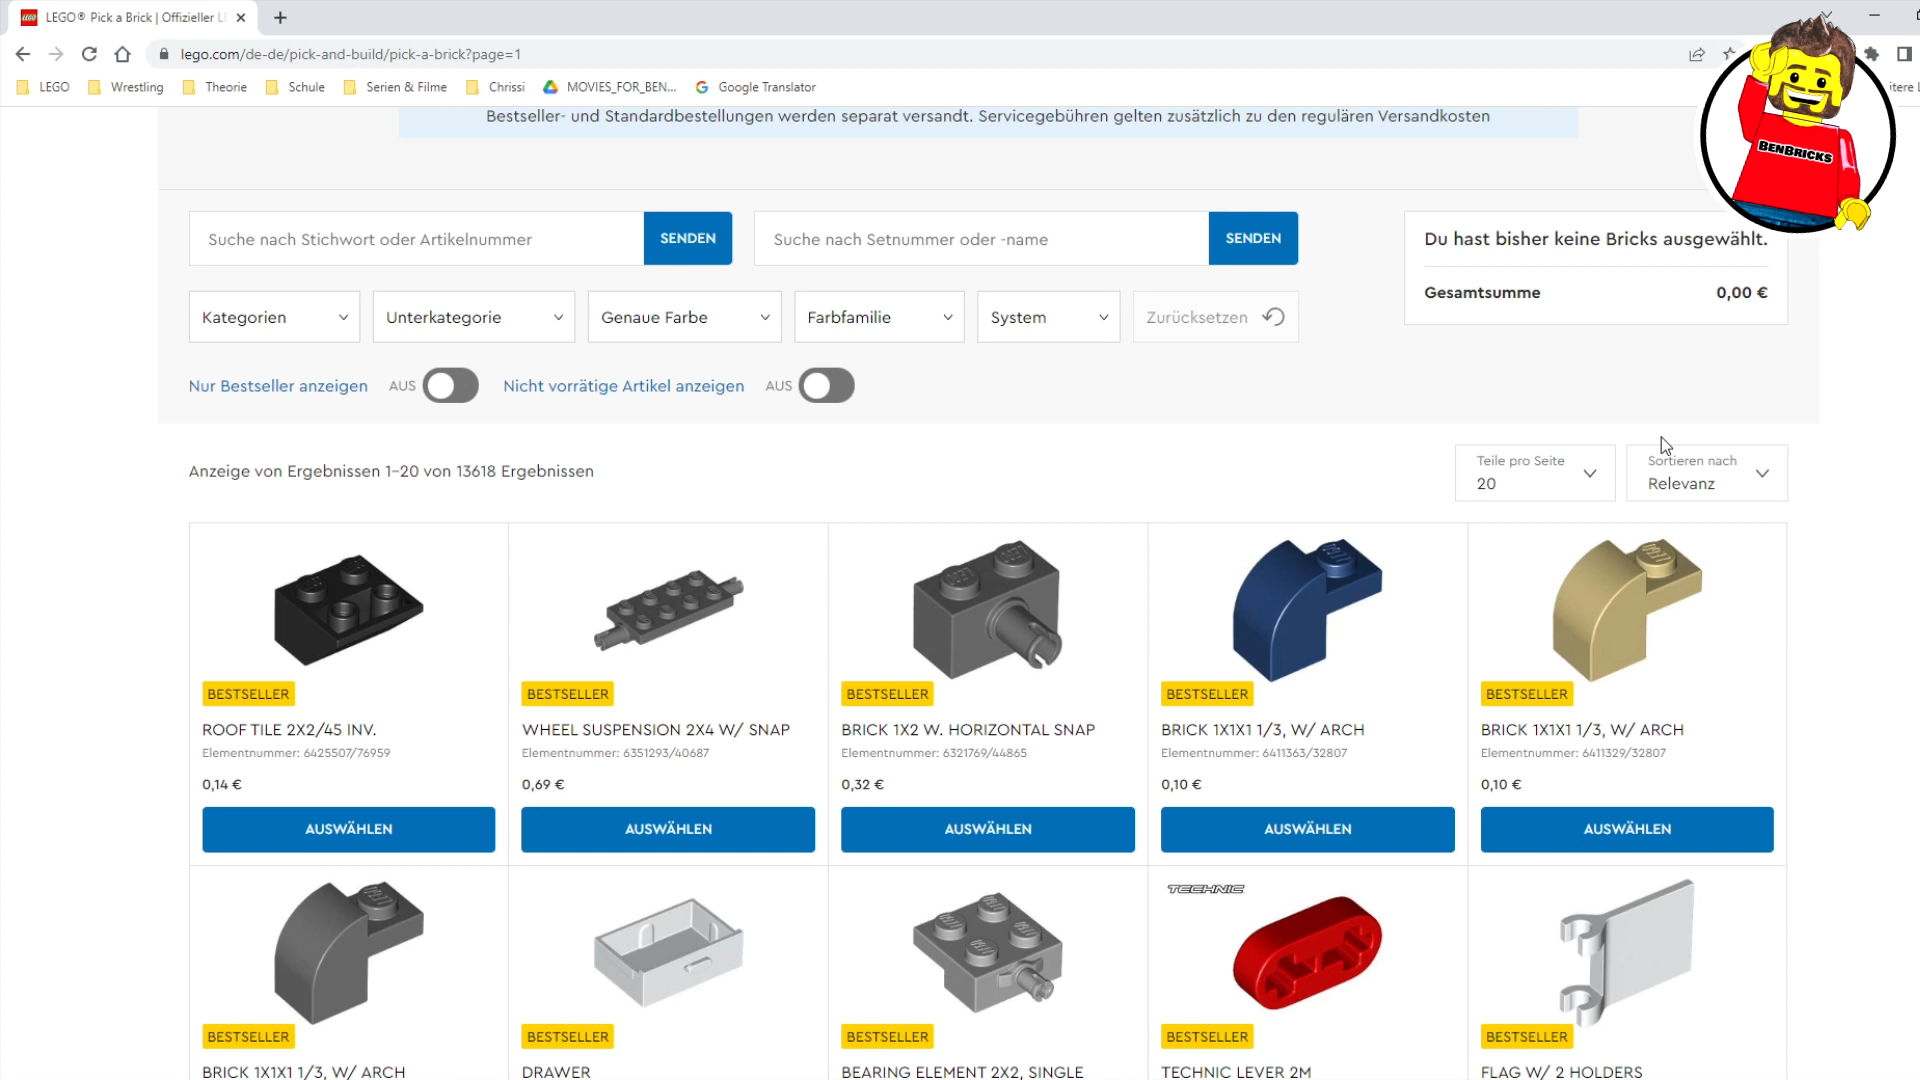 LEGO® Pick a Brick | Offizieller L
lego.com/de-de/pick-and-build/pick-a-brick?page=1
LEGO
Wrestling
Theorie
Schule
Serien & Filme
Chrissi
MOVIES_FOR_BEN...
Google Translator
itere L
BENBRICKS
Bestseller- und Standardbestellungen werden separat versandt. Servicegebühren gelten zusätzlich zu den regulären Versandkosten
Suche nach Stichwort oder Artikelnummer
SENDEN
Suche nach Setnummer oder -name
SENDEN
Du hast bisher keine Bricks ausgewählt.
Gesamtsumme 0,00 €
Kategorien
Unterkategorie
Genaue Farbe
Farbfamilie
System
Zurücksetzen
Nur Bestseller anzeigen AUS
Nicht vorrätige Artikel anzeigen AUS
Anzeige von Ergebnissen 1-20 von 13618 Ergebnissen
Teile pro Seite
20
Sortieren nach
Relevanz
BESTSELLER
ROOF TILE 2X2/45 INV.
Elementnummer: 6425507/76959
0,14 €
AUSWÄHLEN
BESTSELLER
WHEEL SUSPENSION 2X4 W/ SNAP
Elementnummer: 6351293/40687
0,69 €
AUSWÄHLEN
BESTSELLER
BRICK 1X2 W. HORIZONTAL SNAP
Elementnummer: 6321769/44865
0,32 €
AUSWÄHLEN
BESTSELLER
BRICK 1X1X1 1/3, W/ ARCH
Elementnummer: 6411363/32807
0,10 €
AUSWÄHLEN
BESTSELLER
BRICK 1X1X1 1/3, W/ ARCH
Elementnummer: 6411329/32807
0,10 €
AUSWÄHLEN
BESTSELLER
BRICK 1X1X1 1/3, W/ ARCH
BESTSELLER
DRAWER
BESTSELLER
BEARING ELEMENT 2X2, SINGLE
TECHNIC
BESTSELLER
TECHNIC LEVER 2M
BESTSELLER
FLAG W/ 2 HOLDERS